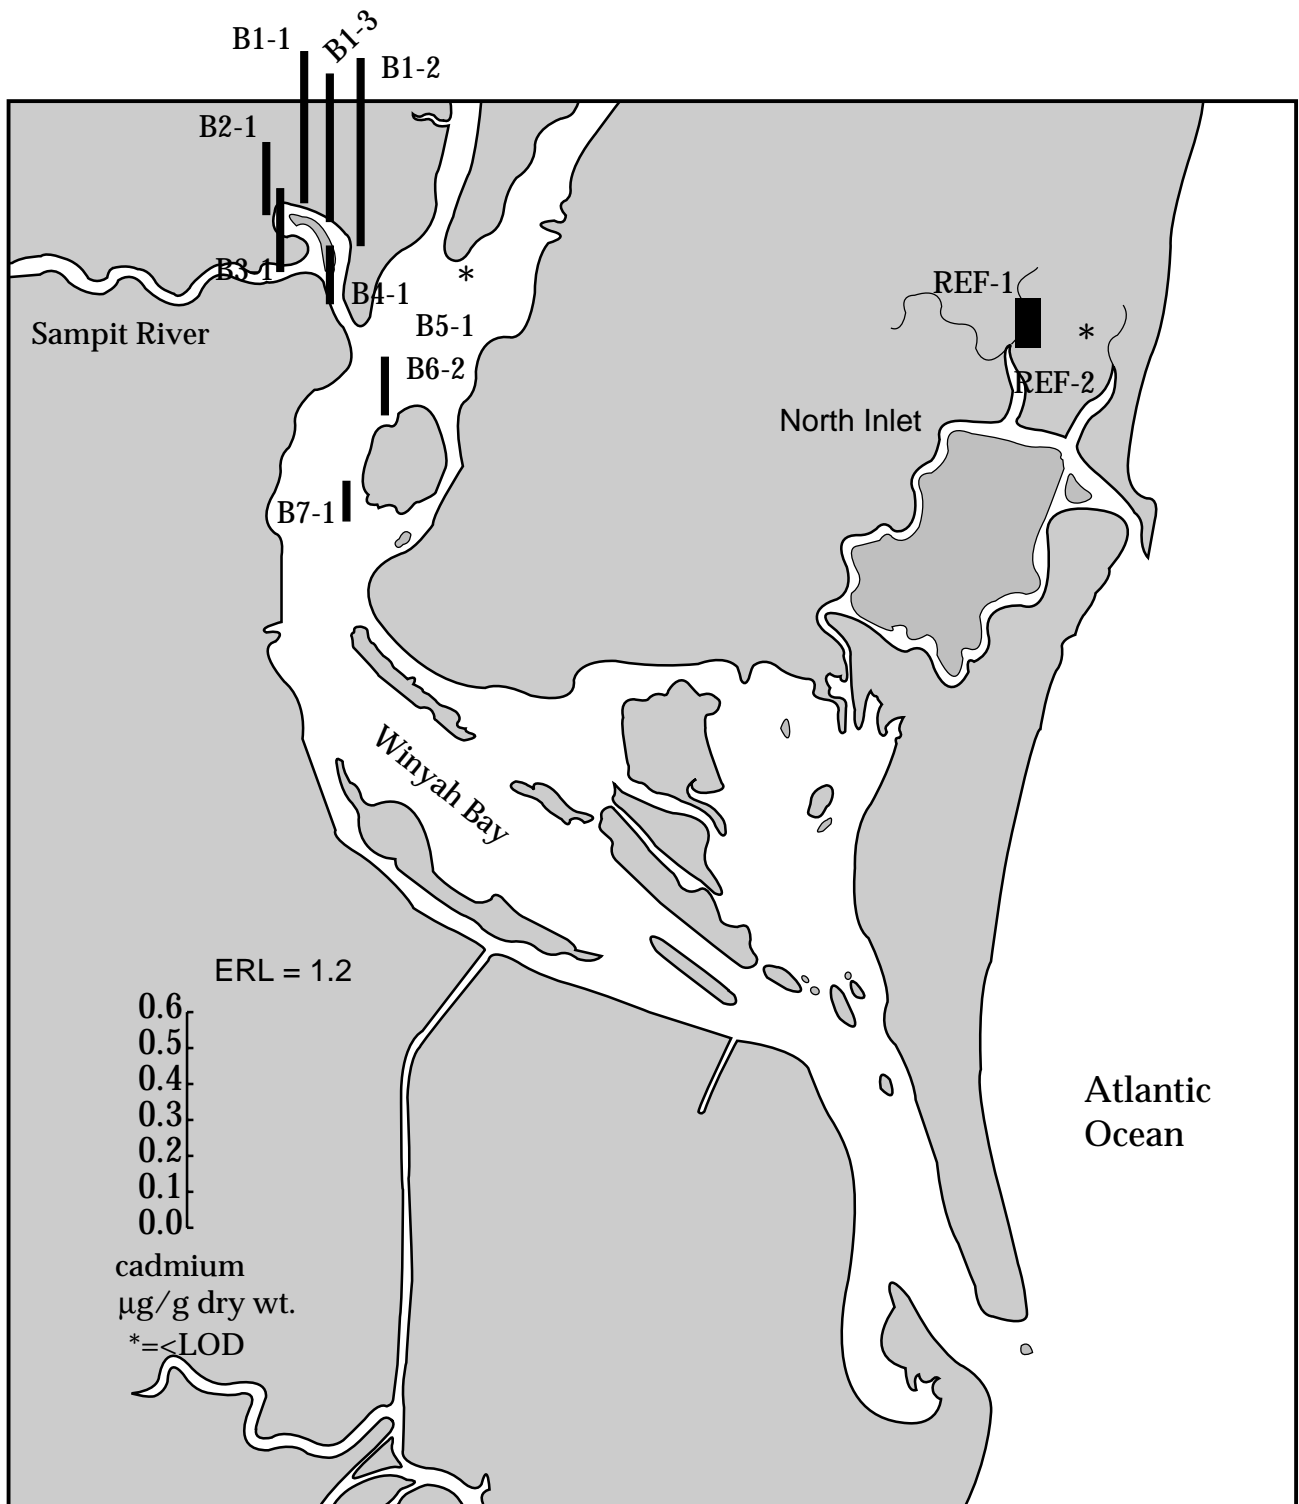 B1-1
B1-3
B1-2
B2-1
B3-1
B4-1
*
Sampit River
B5-1
B6-2
B7-1
REF-1
*
REF-2
North Inlet
Winyah Bay
ERL = 1.2
0.6
0.5
0.4
0.3
0.2
0.1
0.0
cadmium
µg/g dry wt.
*=<LOD
Atlantic
Ocean